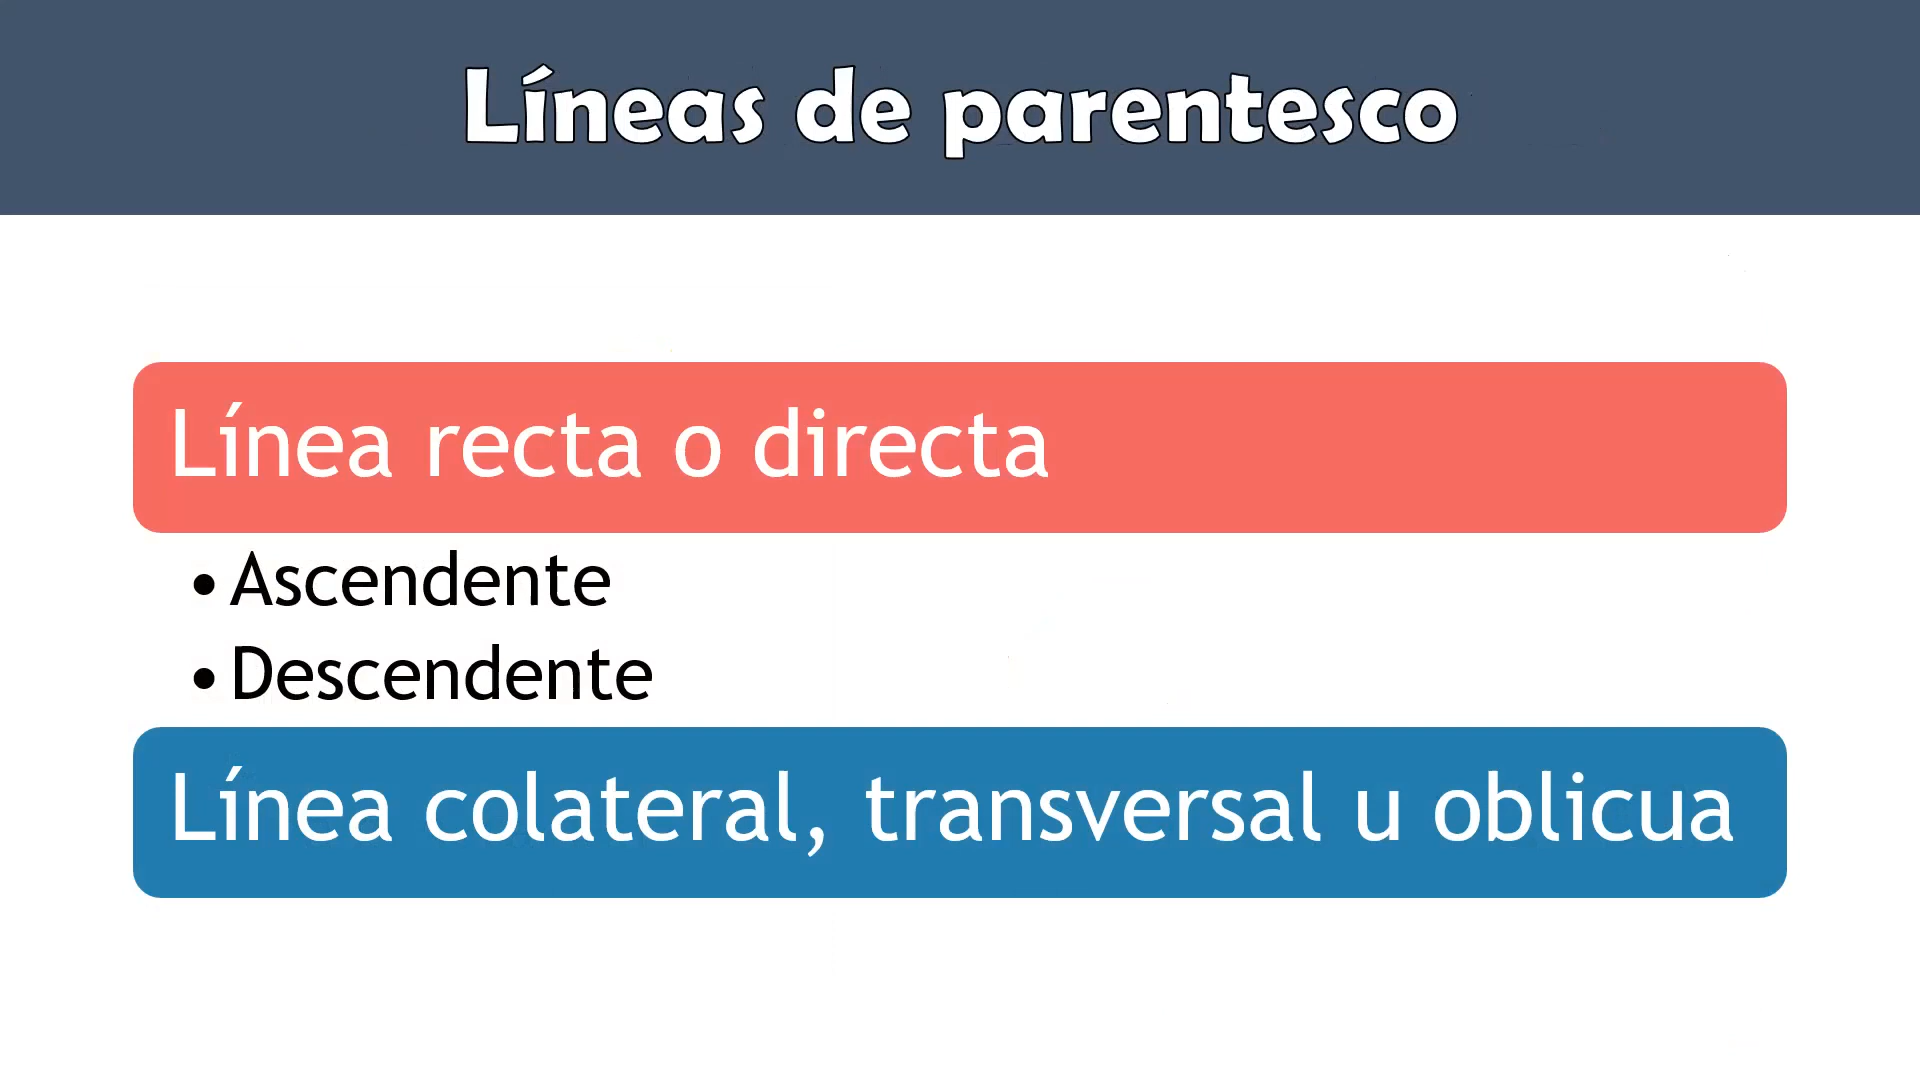 Líneas de parentesco
Línea recta o directa
• Ascendente
• Descendente
Línea colateral, transversal u oblicua